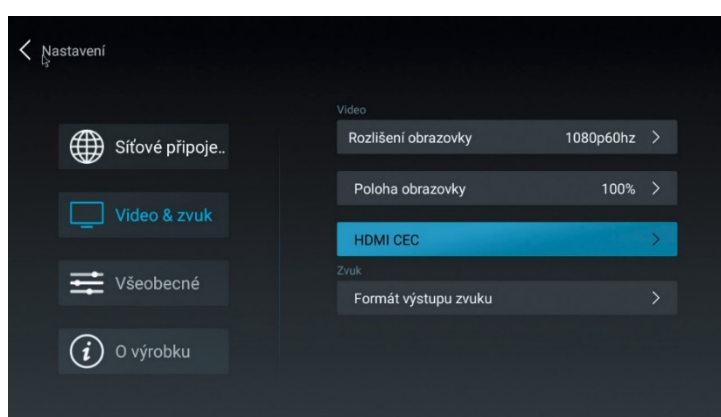 Nastavení
Síťové připoje..
Video & zvuk
Všeobecné
O výrobku
Video
Rozlišení obrazovky 1080p60hz
Poloha obrazovky 100%
HDMI CEC
Zvuk
Formát výstupu zvuku